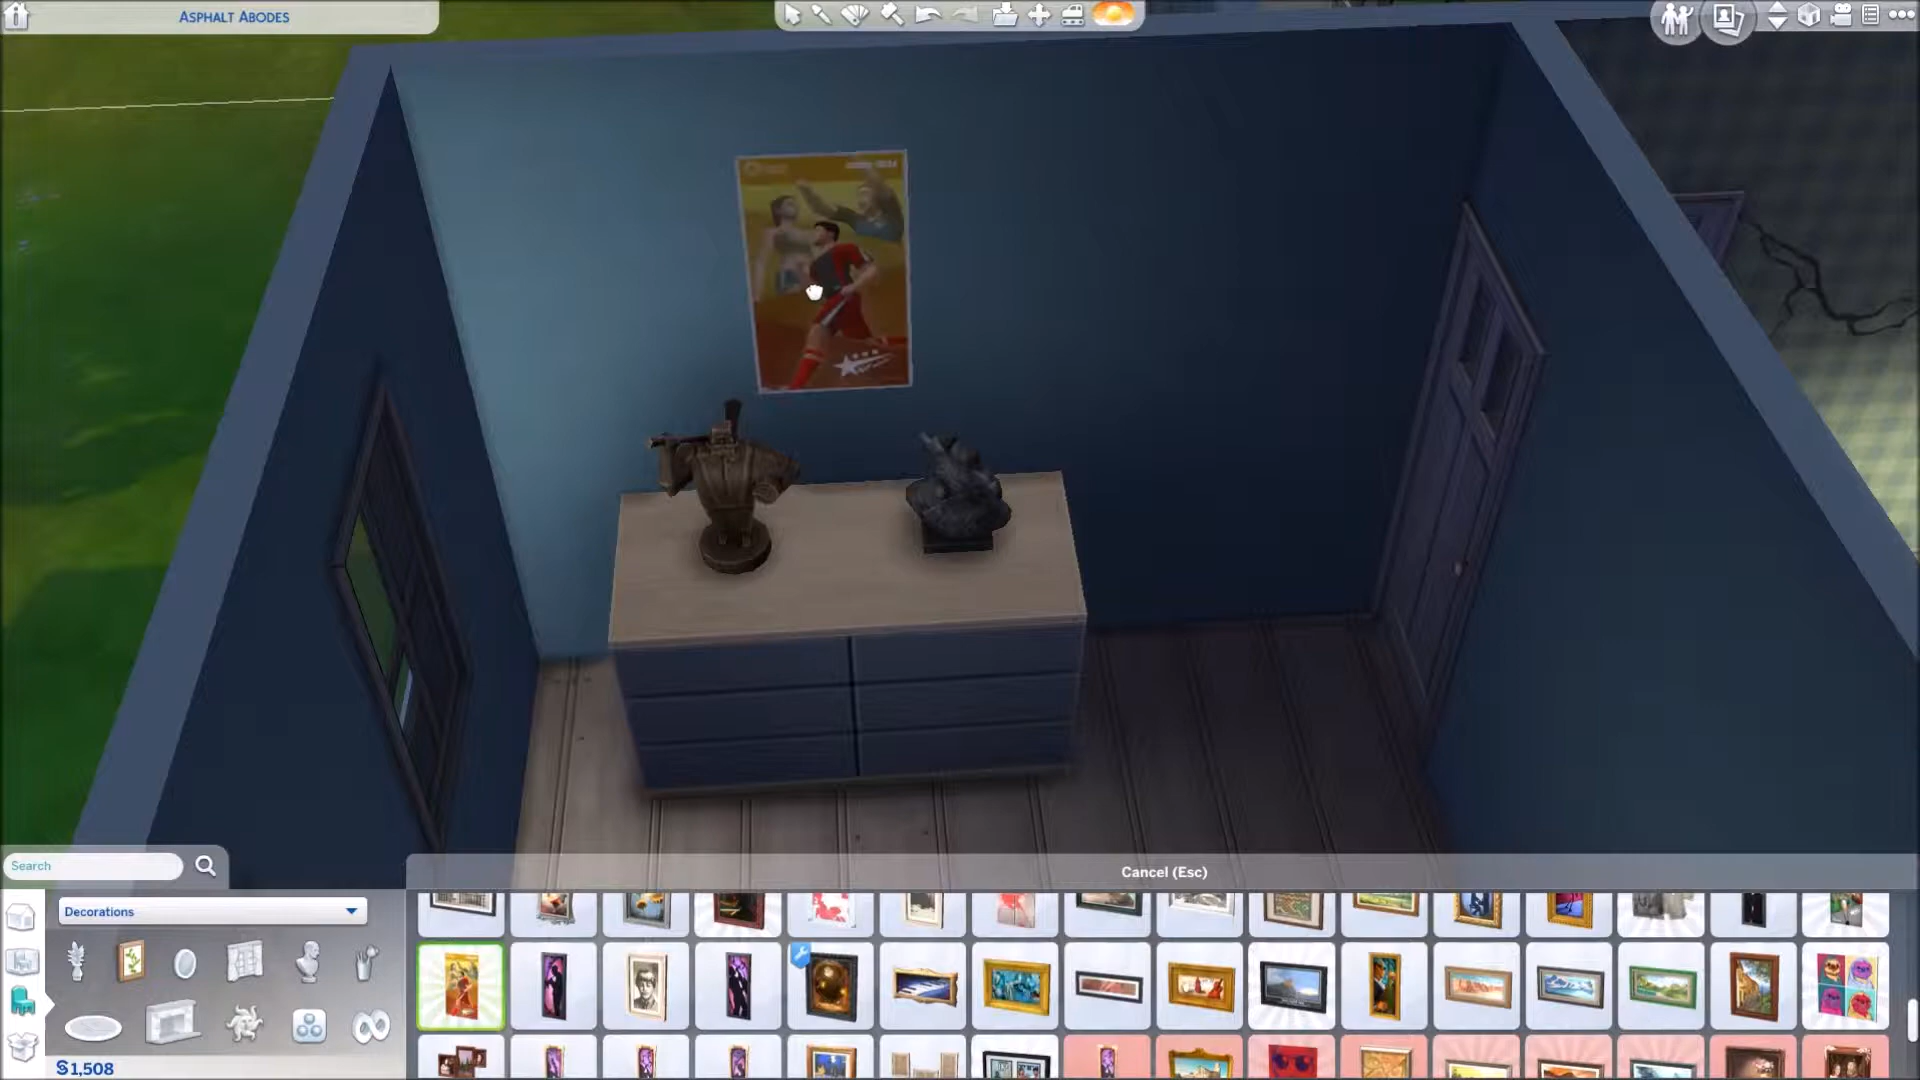 ASPHALT ABODES
Cancel (Esc)
Search
Decorations
§1,508